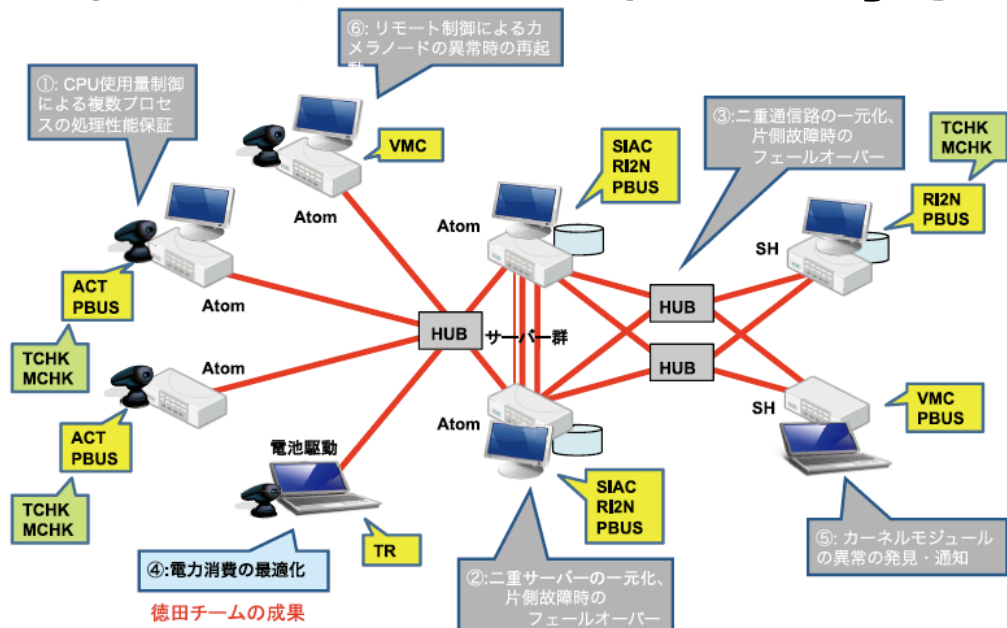 ⑥: リモート制御によるカ
メラノードの異常時の再起
動
①: CPU使用量制御
による複数プロセ
スの処理性能保証
③:二重通信路の一元化、
片側故障時の
フェールオーバー
TCHK
MCHK
VMC
SIAC
RI2N
PBUS
RI2N
PBUS
Atom
Atom
SH
ACT
PBUS
Atom
HUB
HUB
サーバー群
TCHK
MCHK
Atom
HUB
Atom
SH
VMC
PBUS
ACT
PBUS
電池駆動
TCHK
MCHK
SIAC
RI2N
PBUS
TR
④:電力消費の最適化
⑤: カーネルモジュール
の異常の発見・通知
②:二重サーバーの一元化、
片側故障時の
フェールオーバー
徳田チームの成果